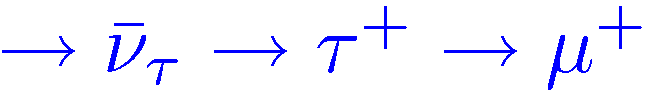 → ν̄_τ → τ⁺ → μ⁺